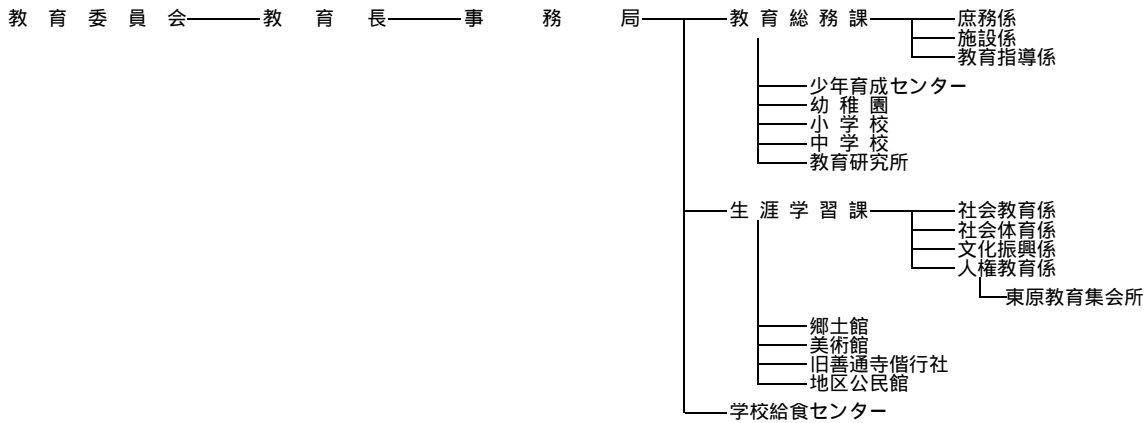 教育委員会 教育長 事務局 教育総務課 庶務係
施設係
教育指導係
少年育成センター
幼稚園
小学校
中学校
教育研究所
生涯学習課 社会教育係
社会体育係
文化振興係
人権教育係
東原教育集会所
郷土館
美術館
旧善通寺偕行社
地区公民館
学校給食センター